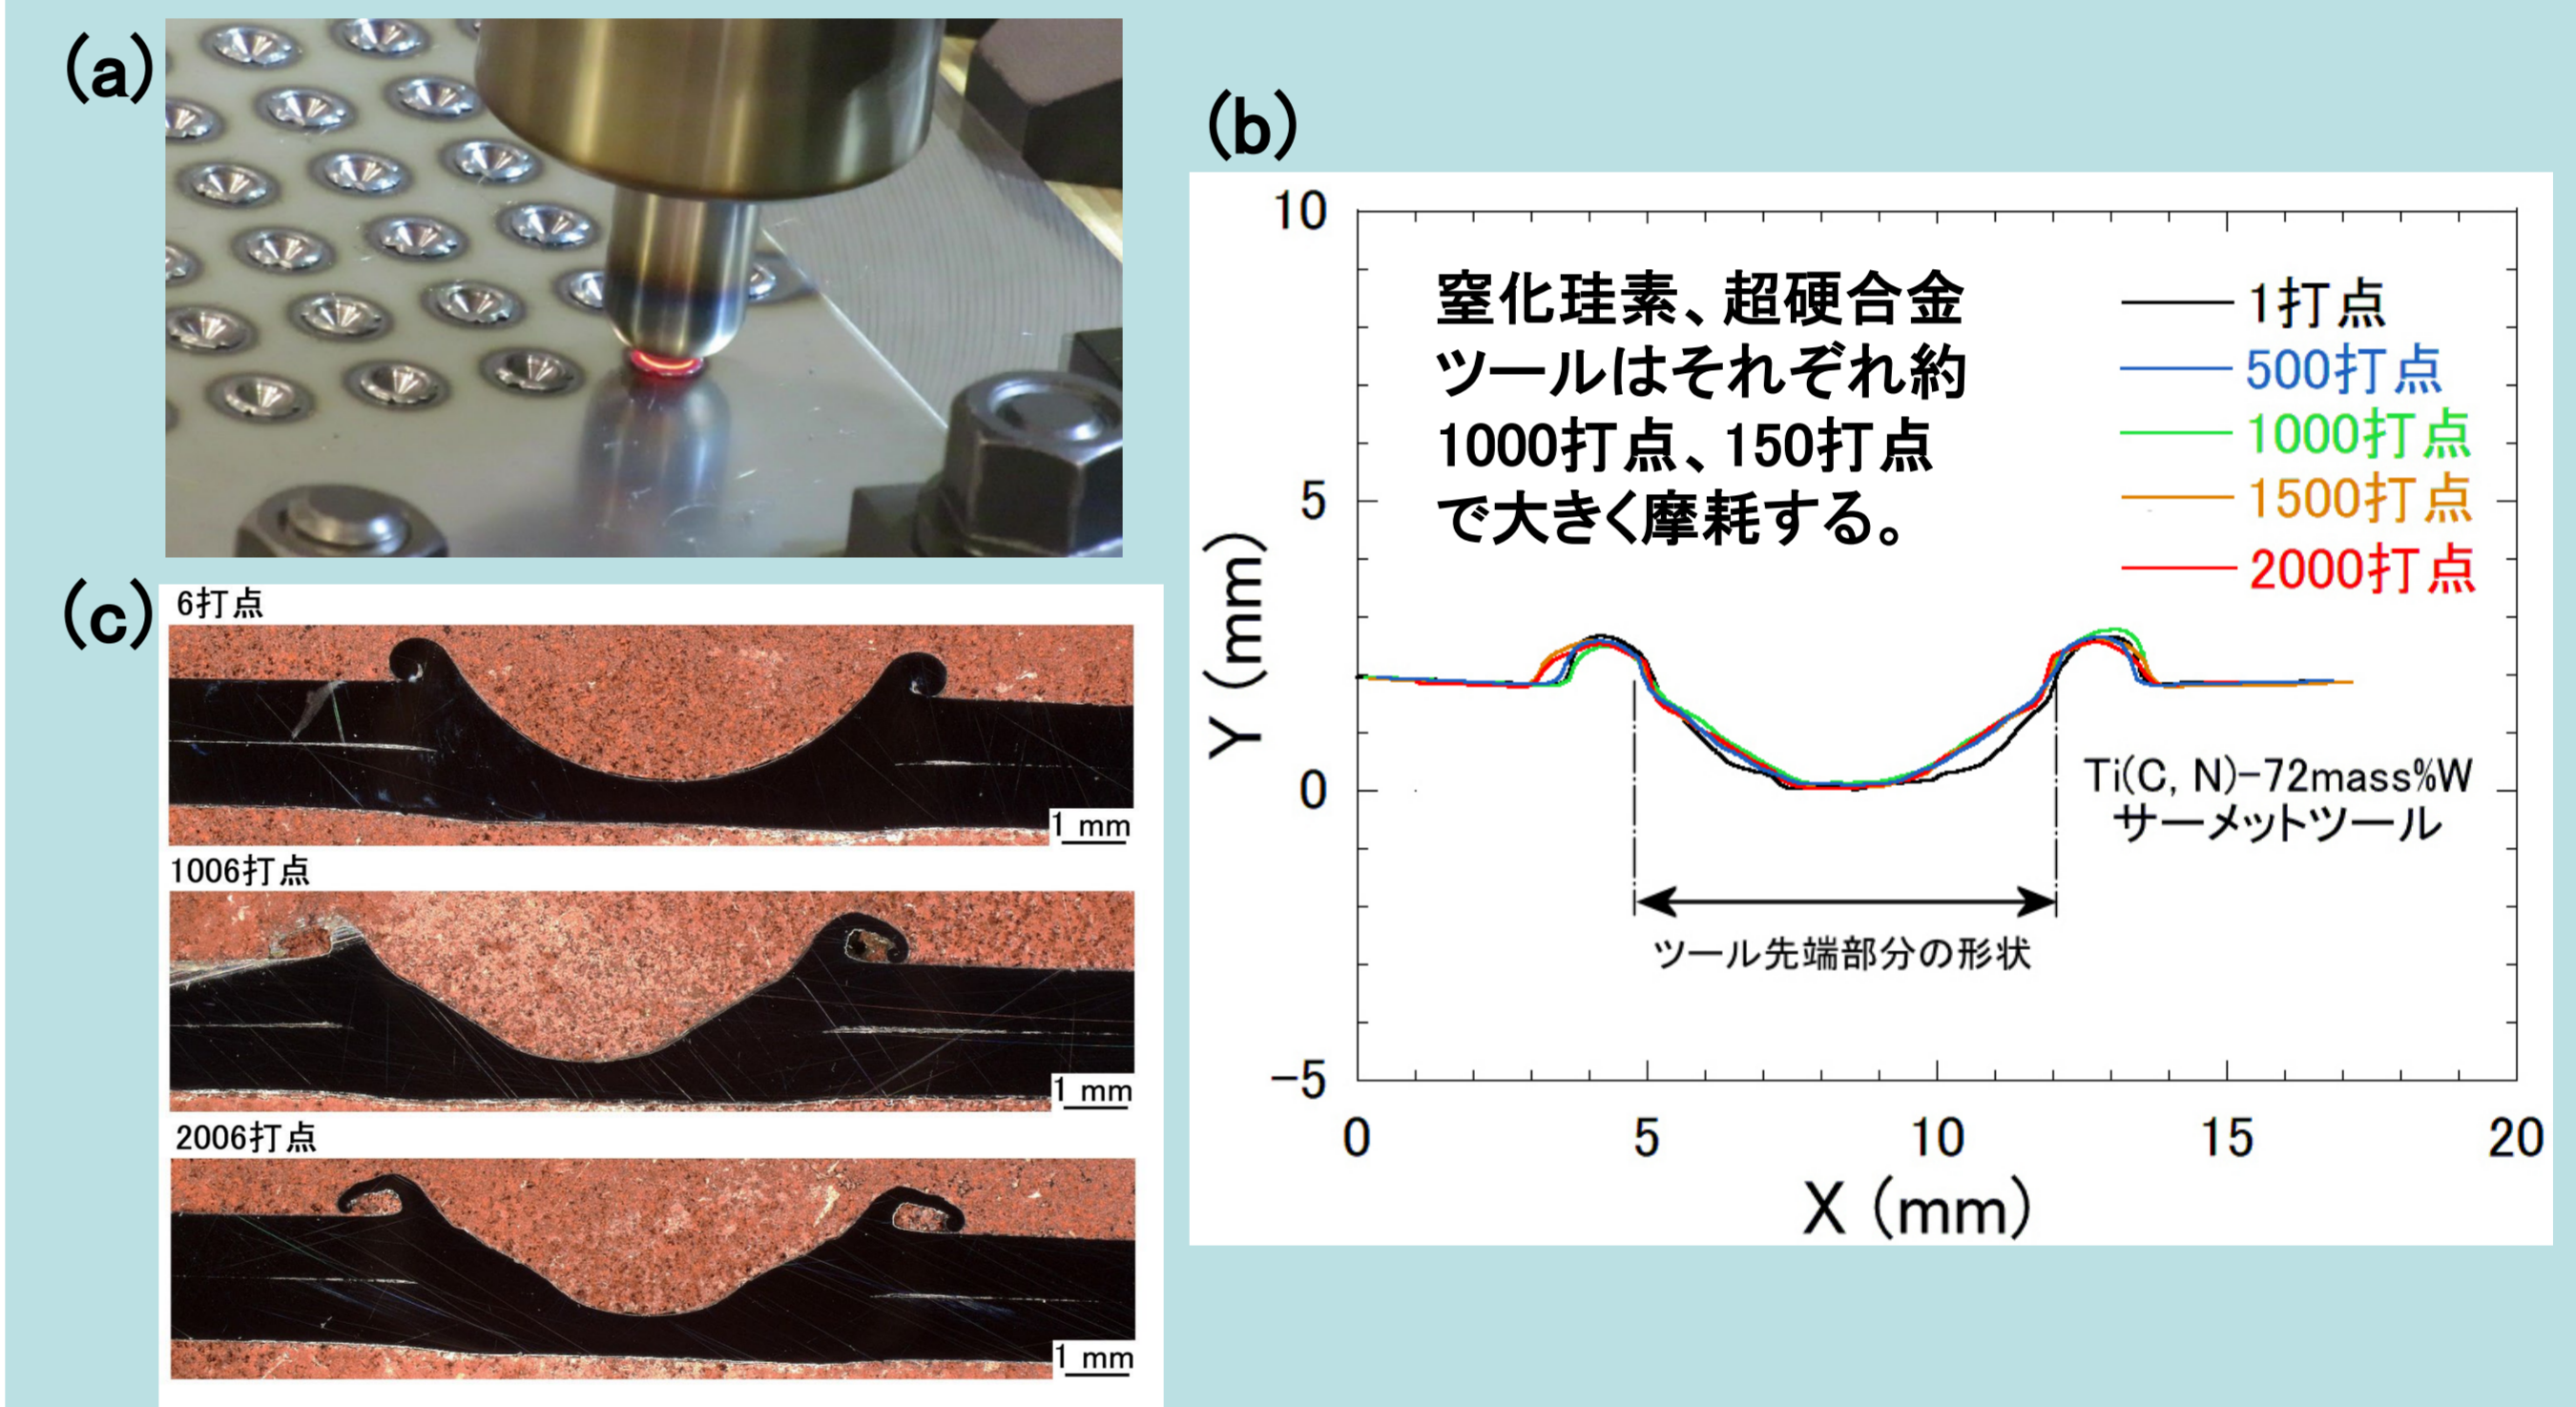 (a)
(b)
10
5
0
-5
Y (mm)
窒化珪素、超硬合金
ツールはそれぞれ約
1000打点、150打点
で大きく摩耗する。
1打点
500打点
1000打点
1500打点
2000打点
Ti(C, N)-72mass%W
サーメットツール
ツール先端部分の形状
0 5 10 15 20
X (mm)
(c)
6打点
1 mm
1006打点
1 mm
2006打点
1 mm